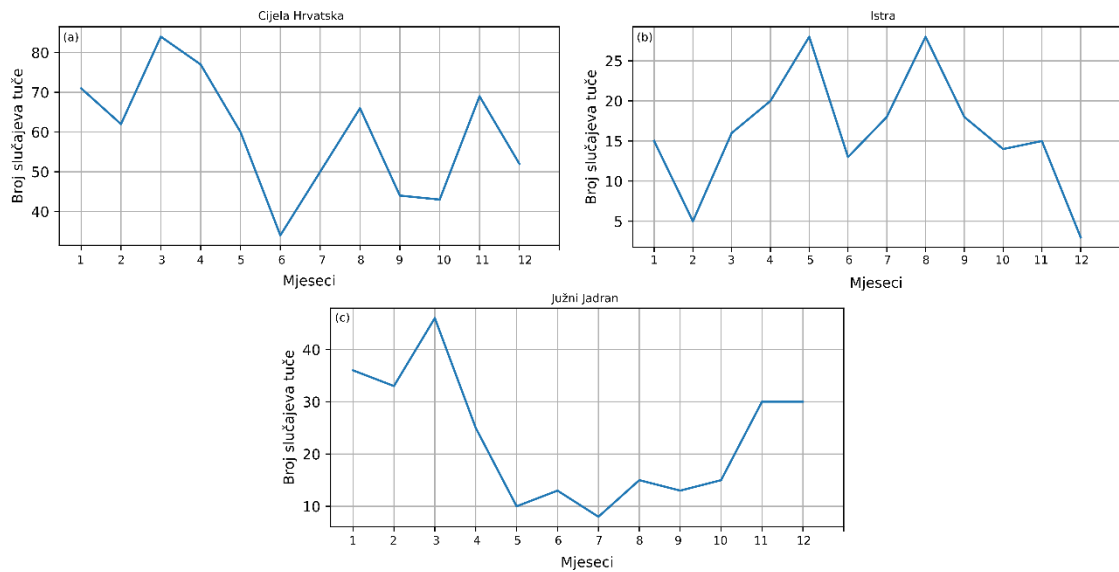 Cijela Hrvatska
(a)
Broj slučajeva tuče
80
70
60
50
40
1 2 3 4 5 6 7 8 9 10 11 12
Mjeseci
Istra
(b)
Broj slučajeva tuče
25
20
15
10
5
1 2 3 4 5 6 7 8 9 10 11 12
Mjeseci
Južni Jadran
(c)
Broj slučajeva tuče
40
30
20
10
1 2 3 4 5 6 7 8 9 10 11 12
Mjeseci